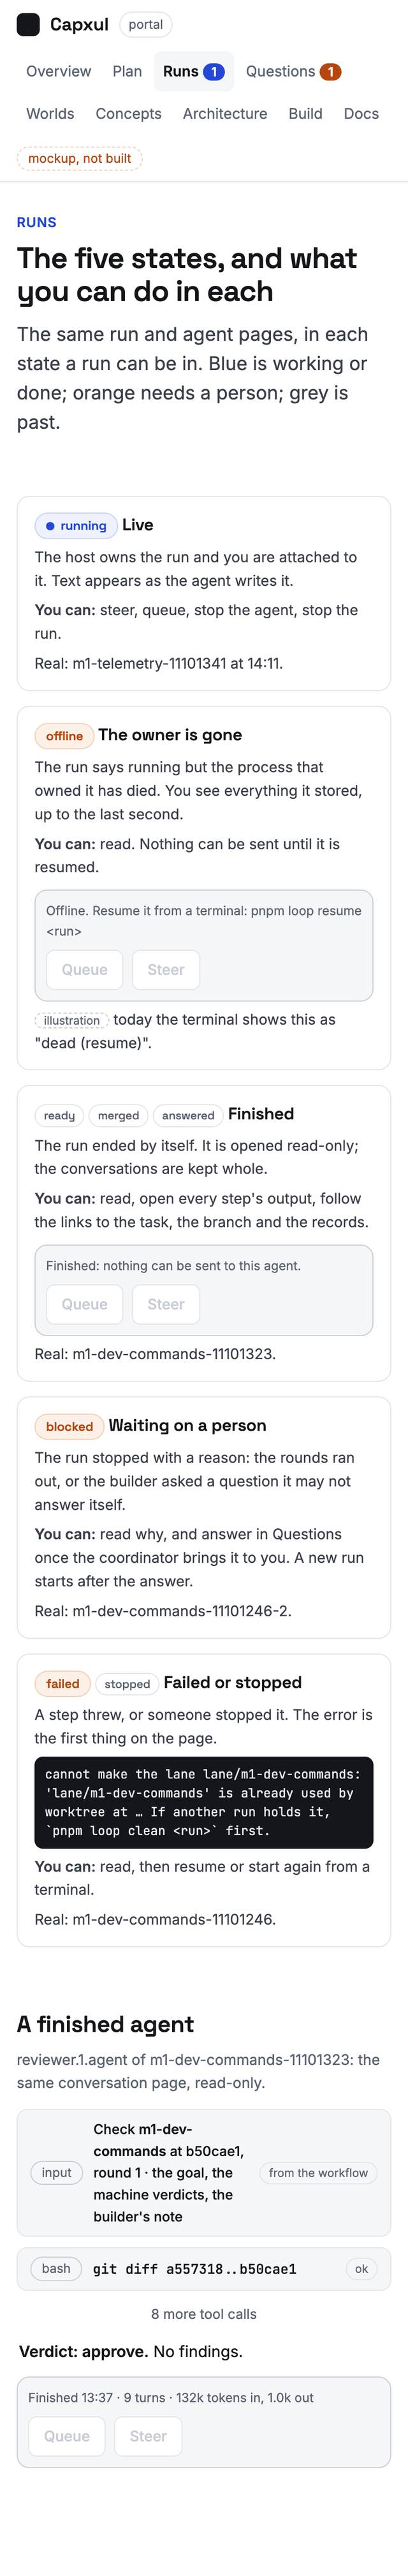 Capxul portal
Overview Plan Runs 1 Questions 1
Worlds Concepts Architecture Build Docs
mockup, not built
RUNS
The five states, and what
you can do in each
The same run and agent pages, in each
state a run can be in. Blue is working or
done; orange needs a person; grey is
past.
running Live
The host owns the run and you are attached to
it. Text appears as the agent writes it.
You can: steer, queue, stop the agent, stop the
run.
Real: m1-telemetry-11101341 at 14:11.
offline The owner is gone
The run says running but the process that
owned it has died. You see everything it stored,
up to the last second.
You can: read. Nothing can be sent until it is
resumed.
Offline. Resume it from a terminal: pnpm loop resume
<run>
Queue Steer
illustration today the terminal shows this as
"dead (resume)".
ready merged answered Finished
The run ended by itself. It is opened read-only;
the conversations are kept whole.
You can: read, open every step's output, follow
the links to the task, the branch and the records.
Finished: nothing can be sent to this agent.
Queue Steer
Real: m1-dev-commands-11101323.
blocked Waiting on a person
The run stopped with a reason: the rounds ran
out, or the builder asked a question it may not
answer itself.
You can: read why, and answer in Questions
once the coordinator brings it to you. A new run
starts after the answer.
Real: m1-dev-commands-11101246-2.
failed stopped Failed or stopped
A step threw, or someone stopped it. The error is
the first thing on the page.
cannot make the lane lane/m1-dev-commands:
'lane/m1-dev-commands' is already used by
worktree at … If another run holds it,
`pnpm loop clean <run>` first.
You can: read, then resume or start again from a
terminal.
Real: m1-dev-commands-11101246.
A finished agent
reviewer.1.agent of m1-dev-commands-11101323: the
same conversation page, read-only.
input
Check m1-dev-
commands at b50cae1,
round 1 · the goal, the
machine verdicts, the
builder's note
from the workflow
bash git diff a557318..b50cae1 ok
8 more tool calls
Verdict: approve. No findings.
Finished 13:37 · 9 turns · 132k tokens in, 1.0k out
Queue Steer